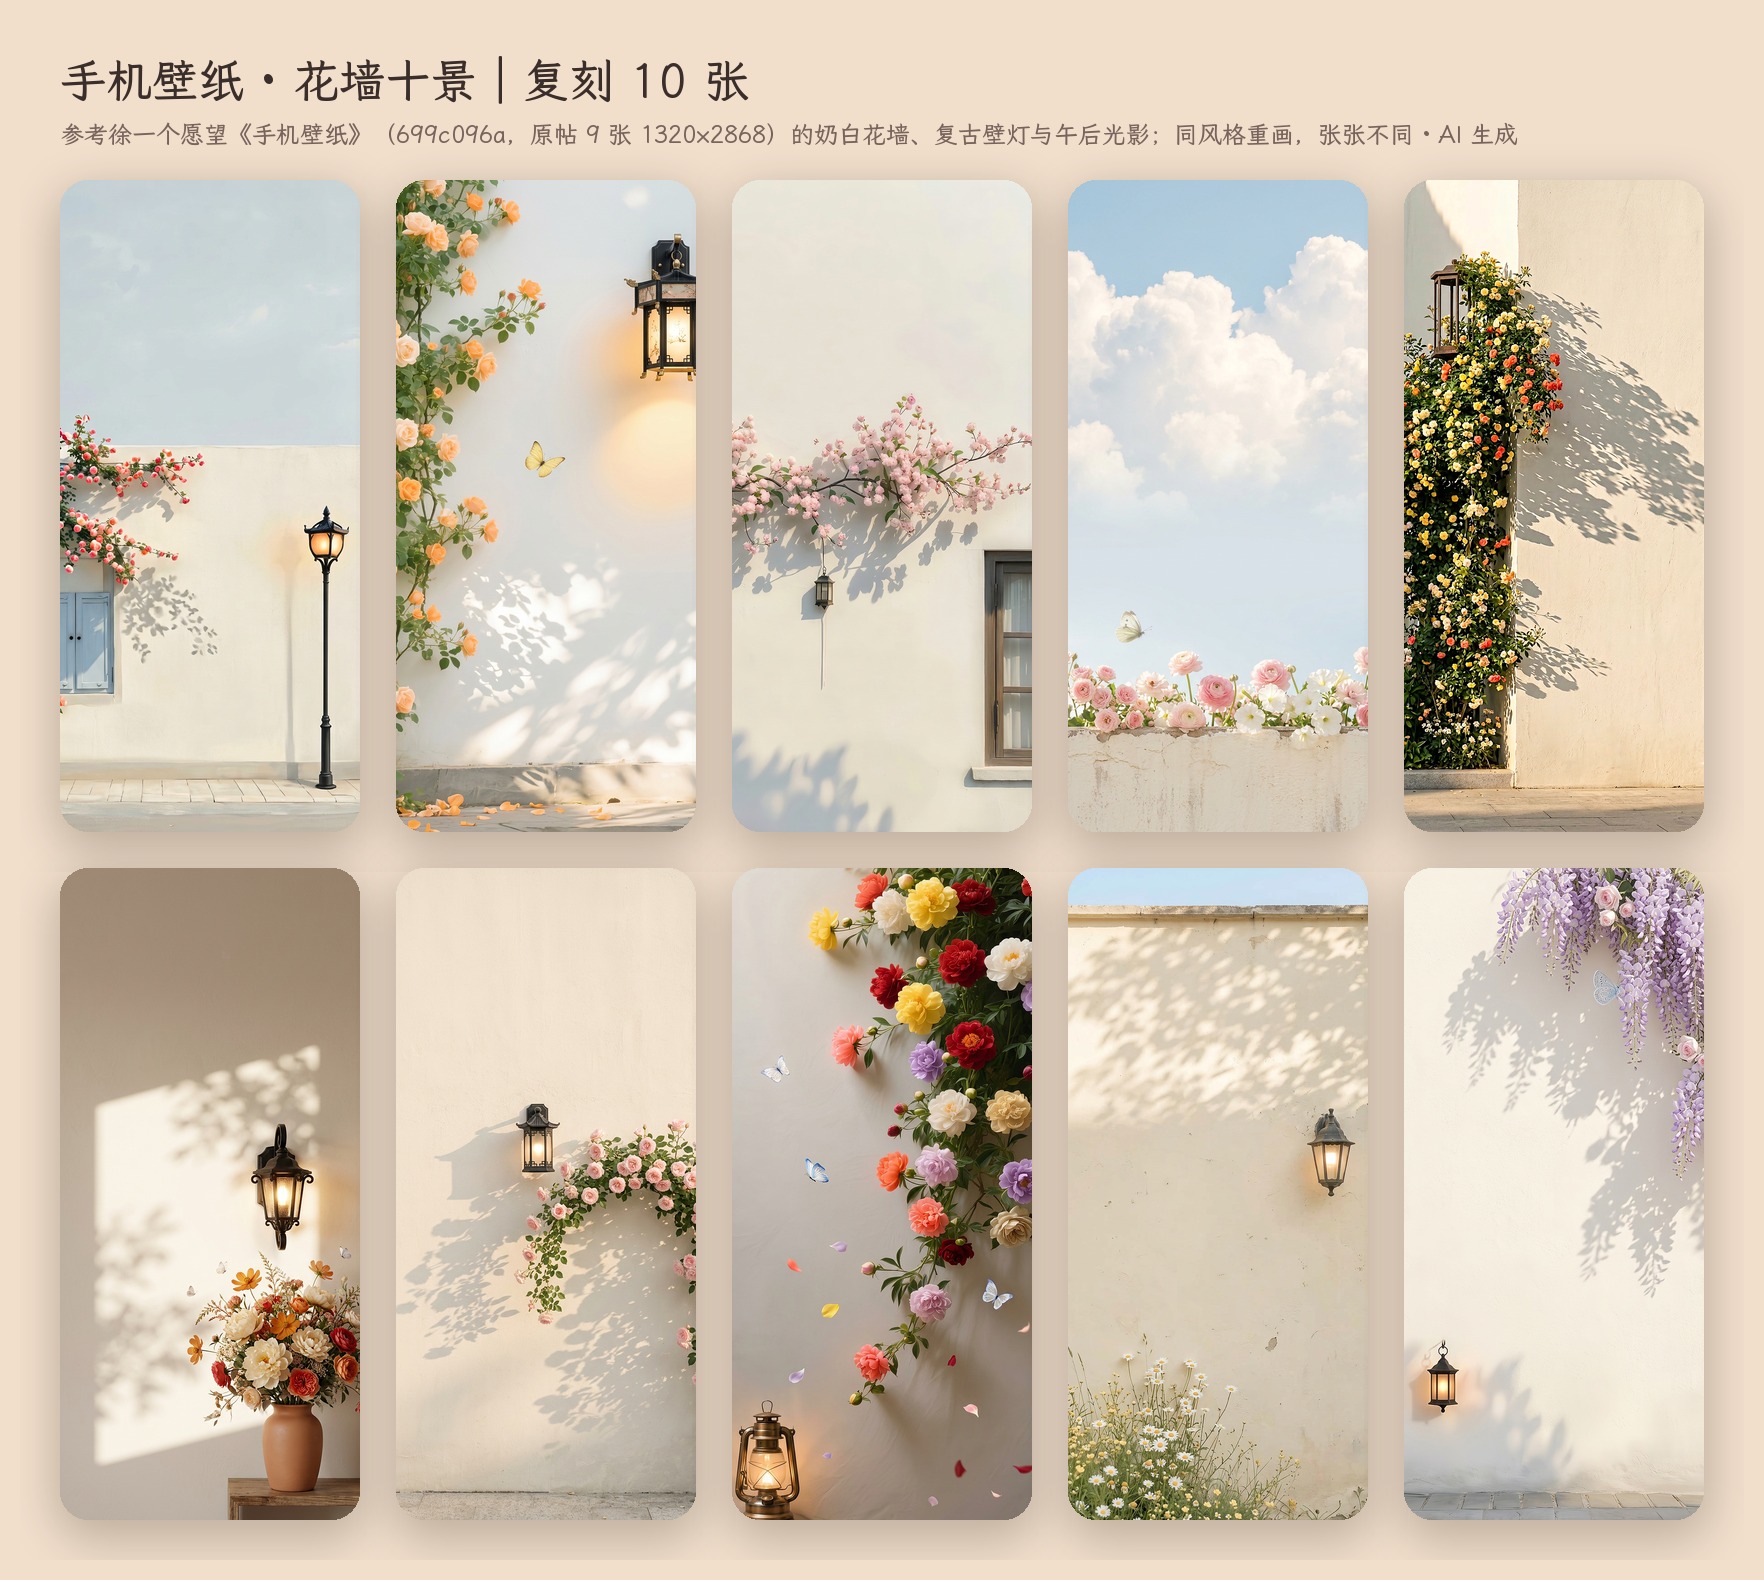 手机壁纸・花墙十景｜复刻 10 张
参考徐一个愿望《手机壁纸》（699c096a，原帖 9 张 1320×2868）的奶白花墙、复古壁灯与午后光影；同风格重画，张张不同・AI 生成